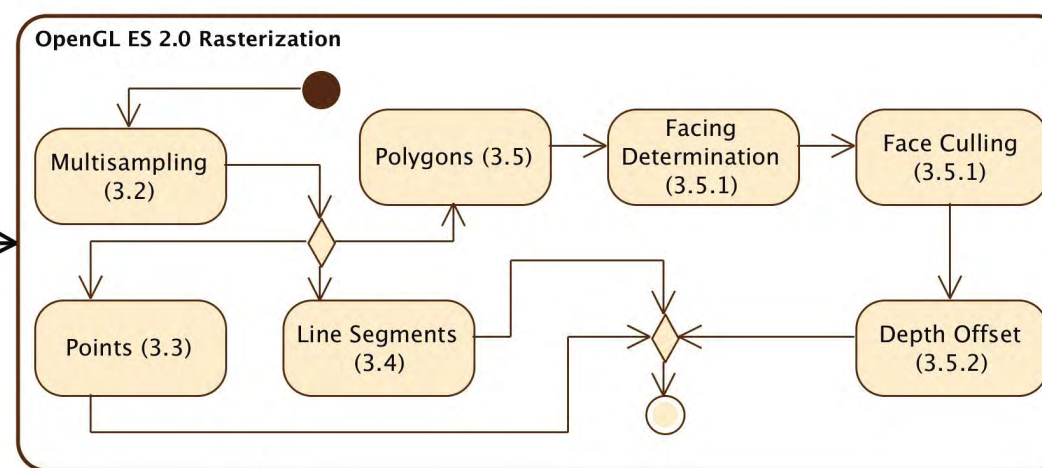 OpenGL ES 2.0 Rasterization
Multisampling
(3.2)
Polygons (3.5)
Facing
Determination
(3.5.1)
Face Culling
(3.5.1)
Points (3.3)
Line Segments
(3.4)
Depth Offset
(3.5.2)